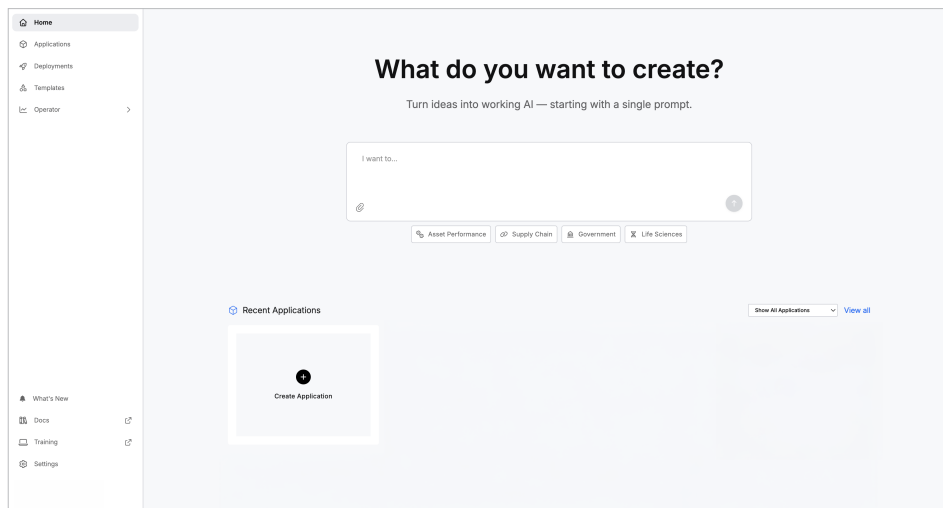 Home
Applications
Deployments
Templates
Operator
What's New
Docs
Training
Settings
What do you want to create?
Turn ideas into working AI — starting with a single prompt.
I want to...
Asset Performance
Supply Chain
Government
Life Sciences
Recent Applications
Show All Applications
View all
Create Application